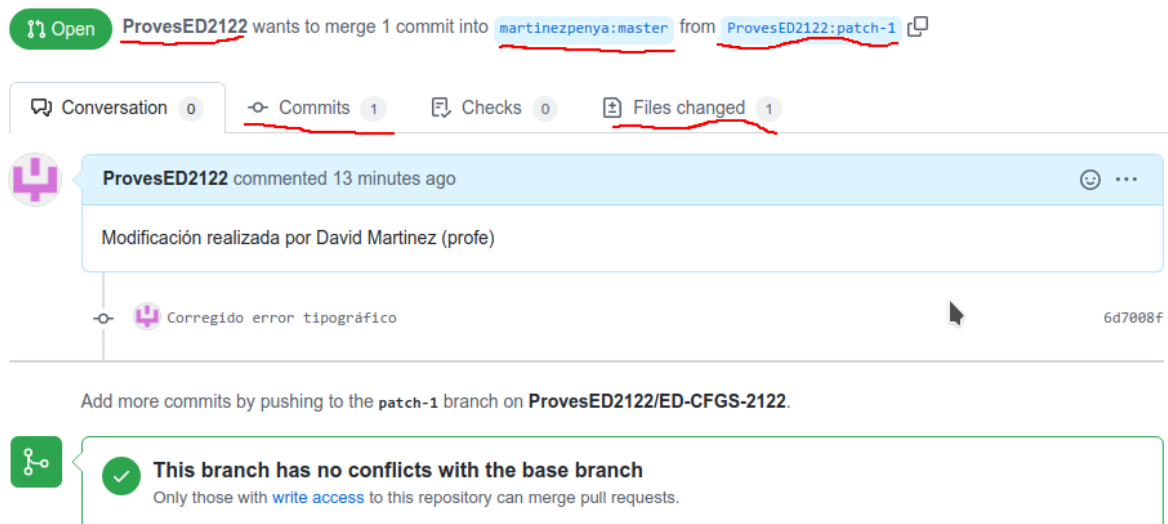 Open ProvesED2122 wants to merge 1 commit into martinezpenya:master from ProvesED2122:patch-1
Conversation 0 Commits 1 Checks 0 Files changed 1
ProvesED2122 commented 13 minutes ago
Modificación realizada por David Martinez (profe)
Corregido error tipográfico 6d7008f
Add more commits by pushing to the patch-1 branch on ProvesED2122/ED-CFGS-2122.
This branch has no conflicts with the base branch
Only those with write access to this repository can merge pull requests.